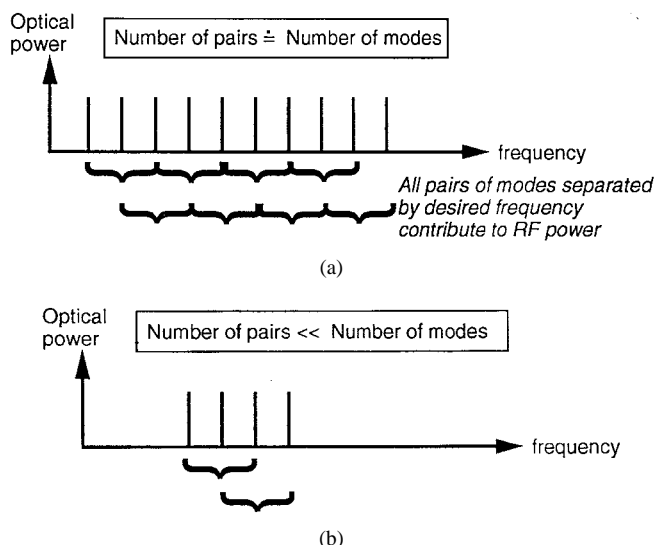 Optical
power
Number of pairs ≐ Number of modes
frequency
All pairs of modes separated
by desired frequency
contribute to RF power
(a)
Optical
power
Number of pairs << Number of modes
frequency
(b)